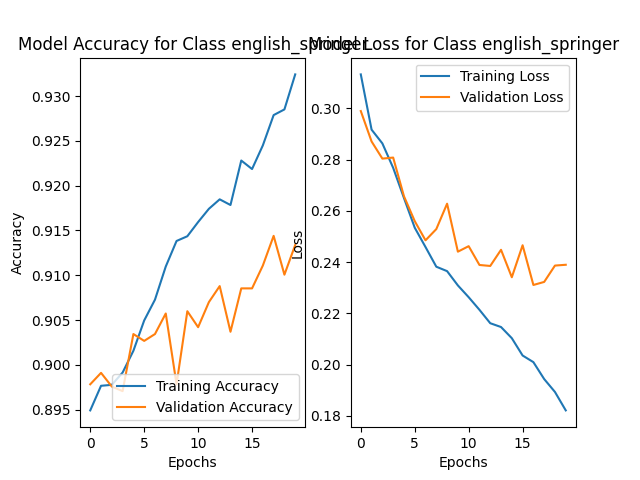 Model Accuracy for Class english_springer
Model Loss for Class english_springer
Accuracy
0.930
0.925
0.920
0.915
0.910
0.905
0.900
0.895
Training Accuracy
Validation Accuracy
0 5 10 15
Epochs
Loss
0.30
0.28
0.26
0.24
0.22
0.20
0.18
Training Loss
Validation Loss
0 5 10 15
Epochs